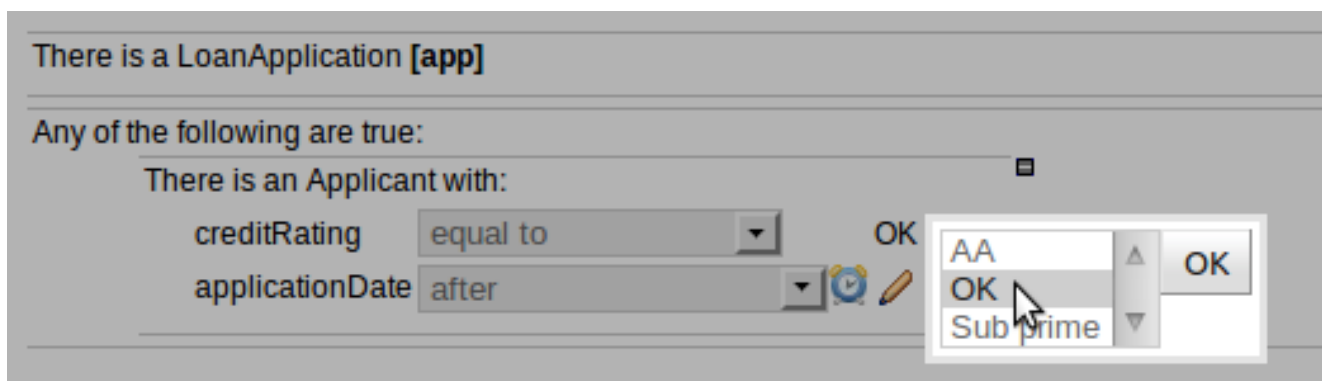 There is a LoanApplication [app]
Any of the following are true:
There is an Applicant with:
creditRating equal to OK
applicationDate after
AA
OK
Sub prime
OK